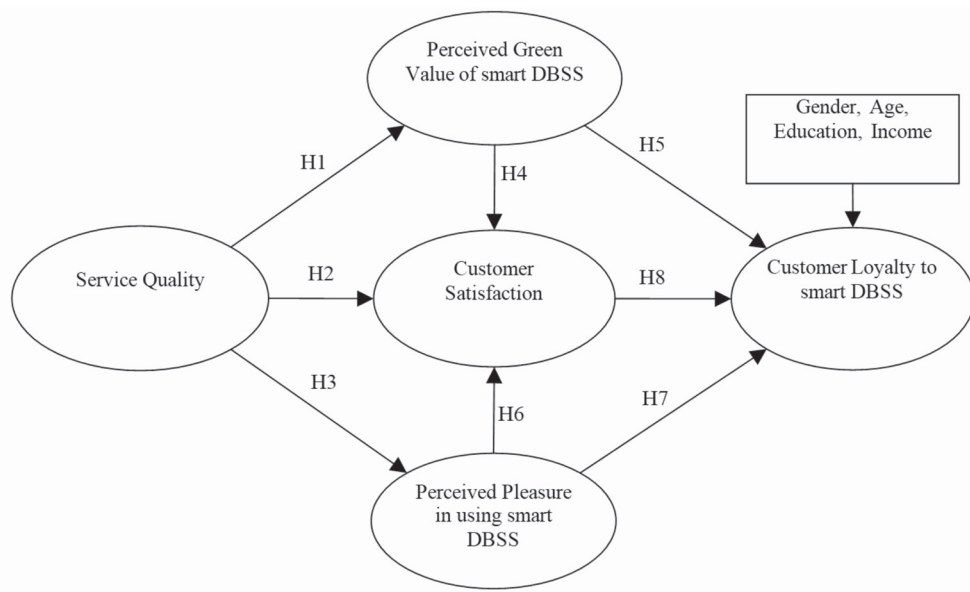 Perceived Green
Value of smart DBSS
Gender, Age,
Education, Income
H1
H4
H5
Service Quality
H2
Customer
Satisfaction
H8
Customer Loyalty to
smart DBSS
H3
H6
H7
Perceived Pleasure
in using smart
DBSS